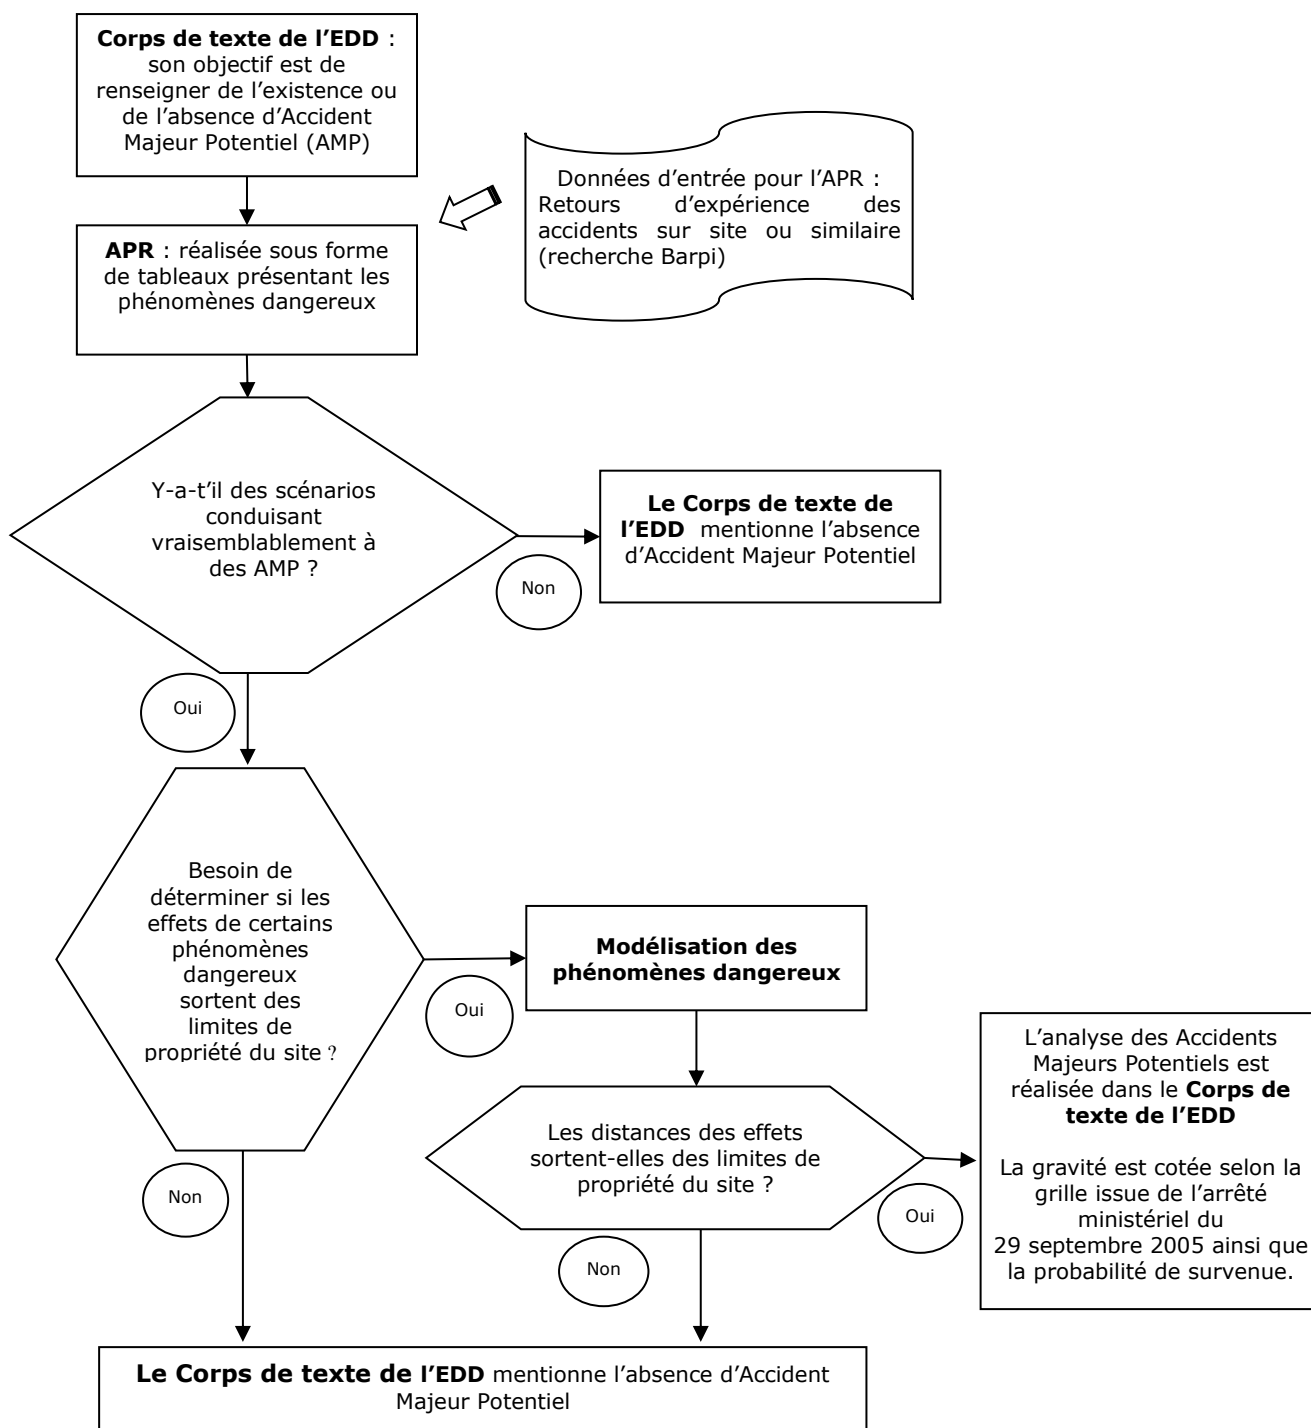 Corps de texte de l’EDD :
son objectif est de
renseigner de l’existence ou
de l’absence d’Accident
Majeur Potentiel (AMP)
Données d’entrée pour l’APR :
Retours d’expérience des
accidents sur site ou similaire
(recherche Barpi)
APR : réalisée sous forme
de tableaux présentant les
phénomènes dangereux
Y-a-t’il des scénarios
conduisant
vraisemblablement à
des AMP ?
Non
Le Corps de texte de
l’EDD mentionne l’absence
d’Accident Majeur Potentiel
Oui
Besoin de
déterminer si les
effets de certains
phénomènes
dangereux
sortent des
limites de
propriété du site ?
Oui
Modélisation des
phénomènes dangereux
Non
Les distances des effets
sortent-elles des limites de
propriété du site ?
Oui
L’analyse des Accidents
Majeurs Potentiels est
réalisée dans le Corps de
texte de l’EDD
La gravité est cotée selon la
grille issue de l’arrêté
ministériel du
29 septembre 2005 ainsi que
la probabilité de survenue.
Non
Le Corps de texte de l’EDD mentionne l’absence d’Accident
Majeur Potentiel